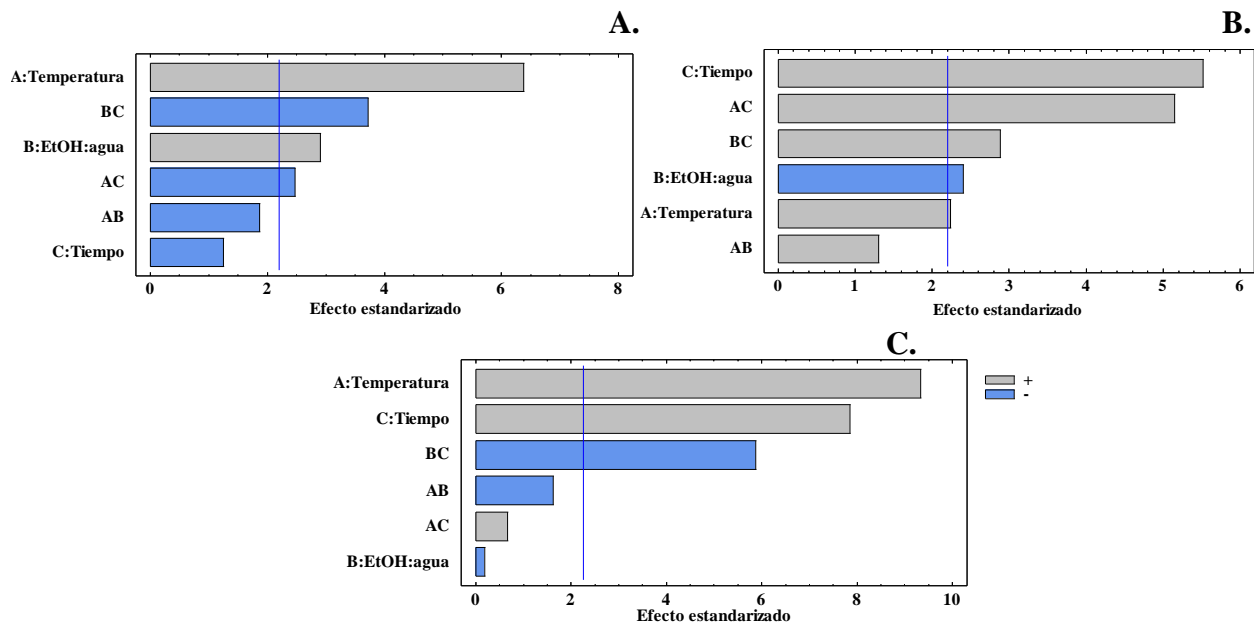 A.
A:Temperatura
BC
B:EtOH:agua
AC
AB
C:Tiempo
0 2 4 6 8
Efecto estandarizado
B.
C:Tiempo
AC
BC
B:EtOH:agua
A:Temperatura
AB
0 1 2 3 4 5 6
Efecto estandarizado
C.
A:Temperatura
C:Tiempo
BC
AB
AC
B:EtOH:agua
0 2 4 6 8 10
Efecto estandarizado
+
-